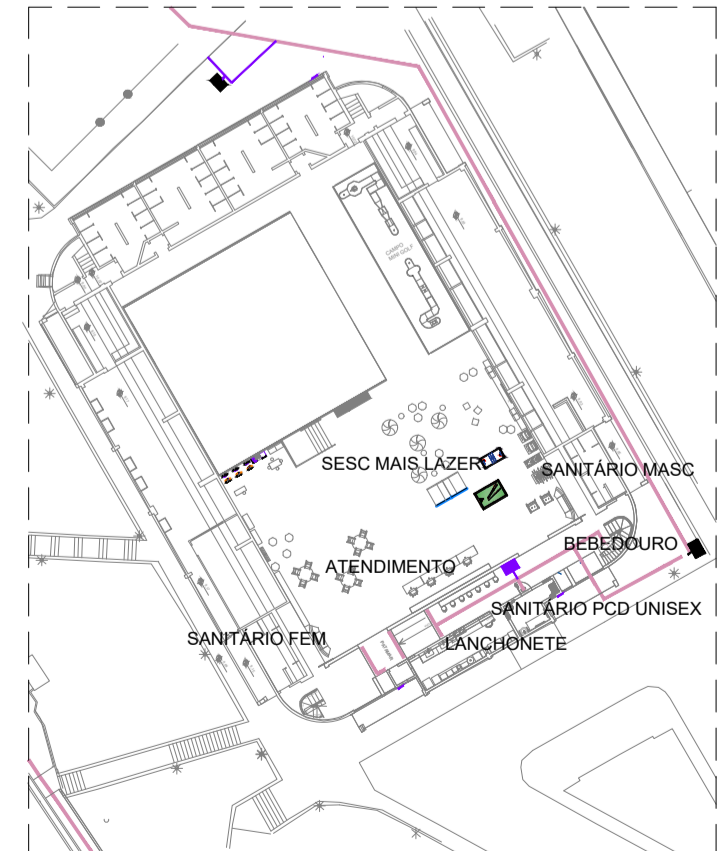 CAMPO
MINI GOLF
SESC MAIS LAZER
SANITÁRIO MASC
BEBEDOURO
ATENDIMENTO
SANITÁRIO PCD UNISEX
SANITÁRIO FEM
LANCHONETE